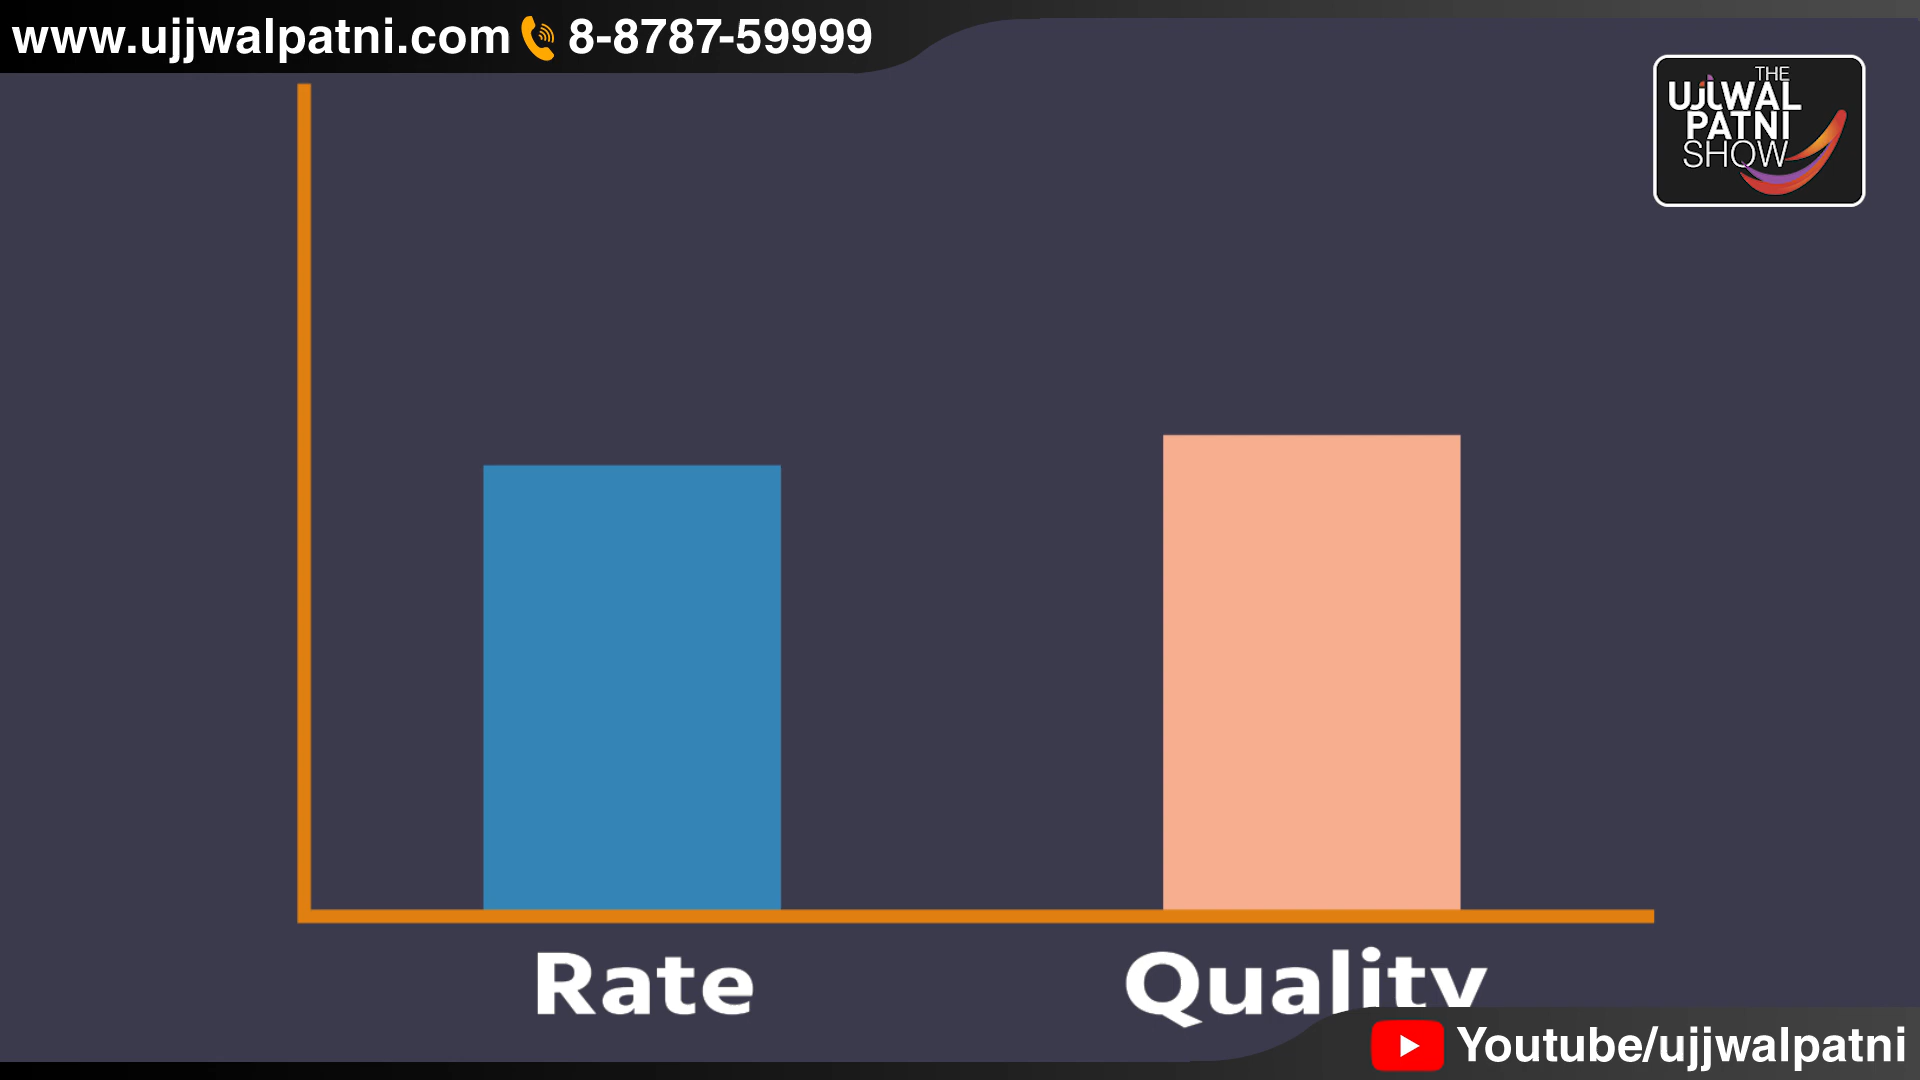 www.ujjwalpatni.com 8-8787-59999
THE
UJJWAL
PATNI
SHOW
Rate Quality
Youtube/ujjwalpatni